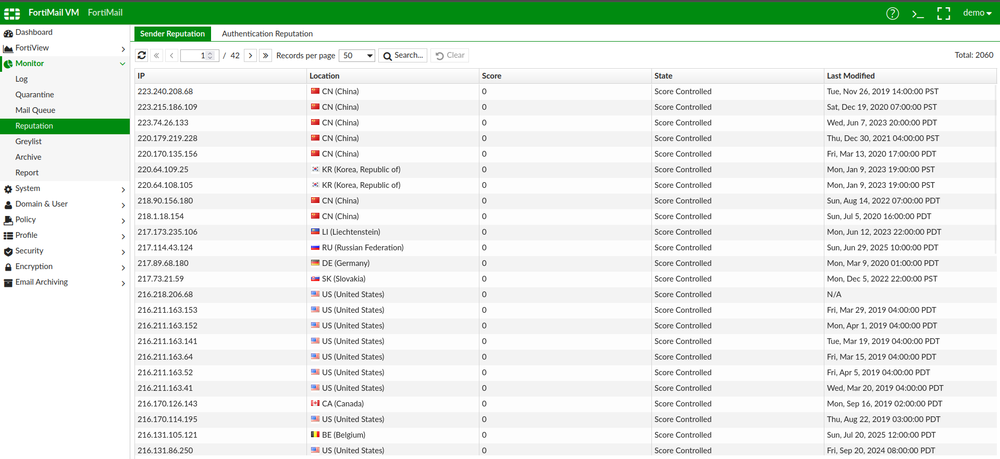 FortiMail VM FortiMail demo
Dashboard
FortiView
Monitor
Log
Quarantine
Mail Queue
Reputation
Greylist
Archive
Report
System
Domain & User
Policy
Profile
Security
Encryption
Email Archiving
Sender Reputation Authentication Reputation
1 / 42 Records per page 50 Search... Clear Total: 2060
IP Location Score State Last Modified
223.240.208.68 CN (China) 0 Score Controlled Tue, Nov 26, 2019 14:00:00 PST
223.215.186.109 CN (China) 0 Score Controlled Sat, Dec 19, 2020 07:00:00 PST
223.74.26.133 CN (China) 0 Score Controlled Wed, Jun 7, 2023 20:00:00 PDT
220.179.219.228 CN (China) 0 Score Controlled Thu, Dec 30, 2021 04:00:00 PST
220.170.135.156 CN (China) 0 Score Controlled Fri, Mar 13, 2020 17:00:00 PDT
220.64.109.25 KR (Korea, Republic of) 0 Score Controlled Mon, Jan 9, 2023 19:00:00 PST
220.64.108.105 KR (Korea, Republic of) 0 Score Controlled Mon, Jan 9, 2023 19:00:00 PST
218.90.156.180 CN (China) 0 Score Controlled Sun, Aug 14, 2022 07:00:00 PDT
218.1.18.154 CN (China) 0 Score Controlled Sun, Jul 5, 2020 16:00:00 PDT
217.173.235.106 LI (Liechtenstein) 0 Score Controlled Mon, Jun 12, 2023 22:00:00 PDT
217.114.43.124 RU (Russian Federation) 0 Score Controlled Sun, Jun 29, 2025 10:00:00 PDT
217.89.68.180 DE (Germany) 0 Score Controlled Mon, Mar 9, 2020 01:00:00 PDT
217.73.21.59 SK (Slovakia) 0 Score Controlled Mon, Dec 5, 2022 22:00:00 PST
216.218.206.68 US (United States) 0 Score Controlled N/A
216.211.163.153 US (United States) 0 Score Controlled Fri, Mar 29, 2019 04:00:00 PDT
216.211.163.152 US (United States) 0 Score Controlled Mon, Apr 1, 2019 04:00:00 PDT
216.211.163.141 US (United States) 0 Score Controlled Tue, Mar 19, 2019 04:00:00 PDT
216.211.163.64 US (United States) 0 Score Controlled Fri, Mar 15, 2019 04:00:00 PDT
216.211.163.52 US (United States) 0 Score Controlled Fri, Apr 5, 2019 04:00:00 PDT
216.211.163.41 US (United States) 0 Score Controlled Wed, Mar 20, 2019 04:00:00 PDT
216.170.126.143 CA (Canada) 0 Score Controlled Mon, Sep 16, 2019 02:00:00 PDT
216.170.114.195 US (United States) 0 Score Controlled Thu, Aug 22, 2019 03:00:00 PDT
216.131.105.121 BE (Belgium) 0 Score Controlled Sun, Jul 20, 2025 12:00:00 PDT
216.131.86.250 US (United States) 0 Score Controlled Fri, Sep 20, 2024 08:00:00 PDT